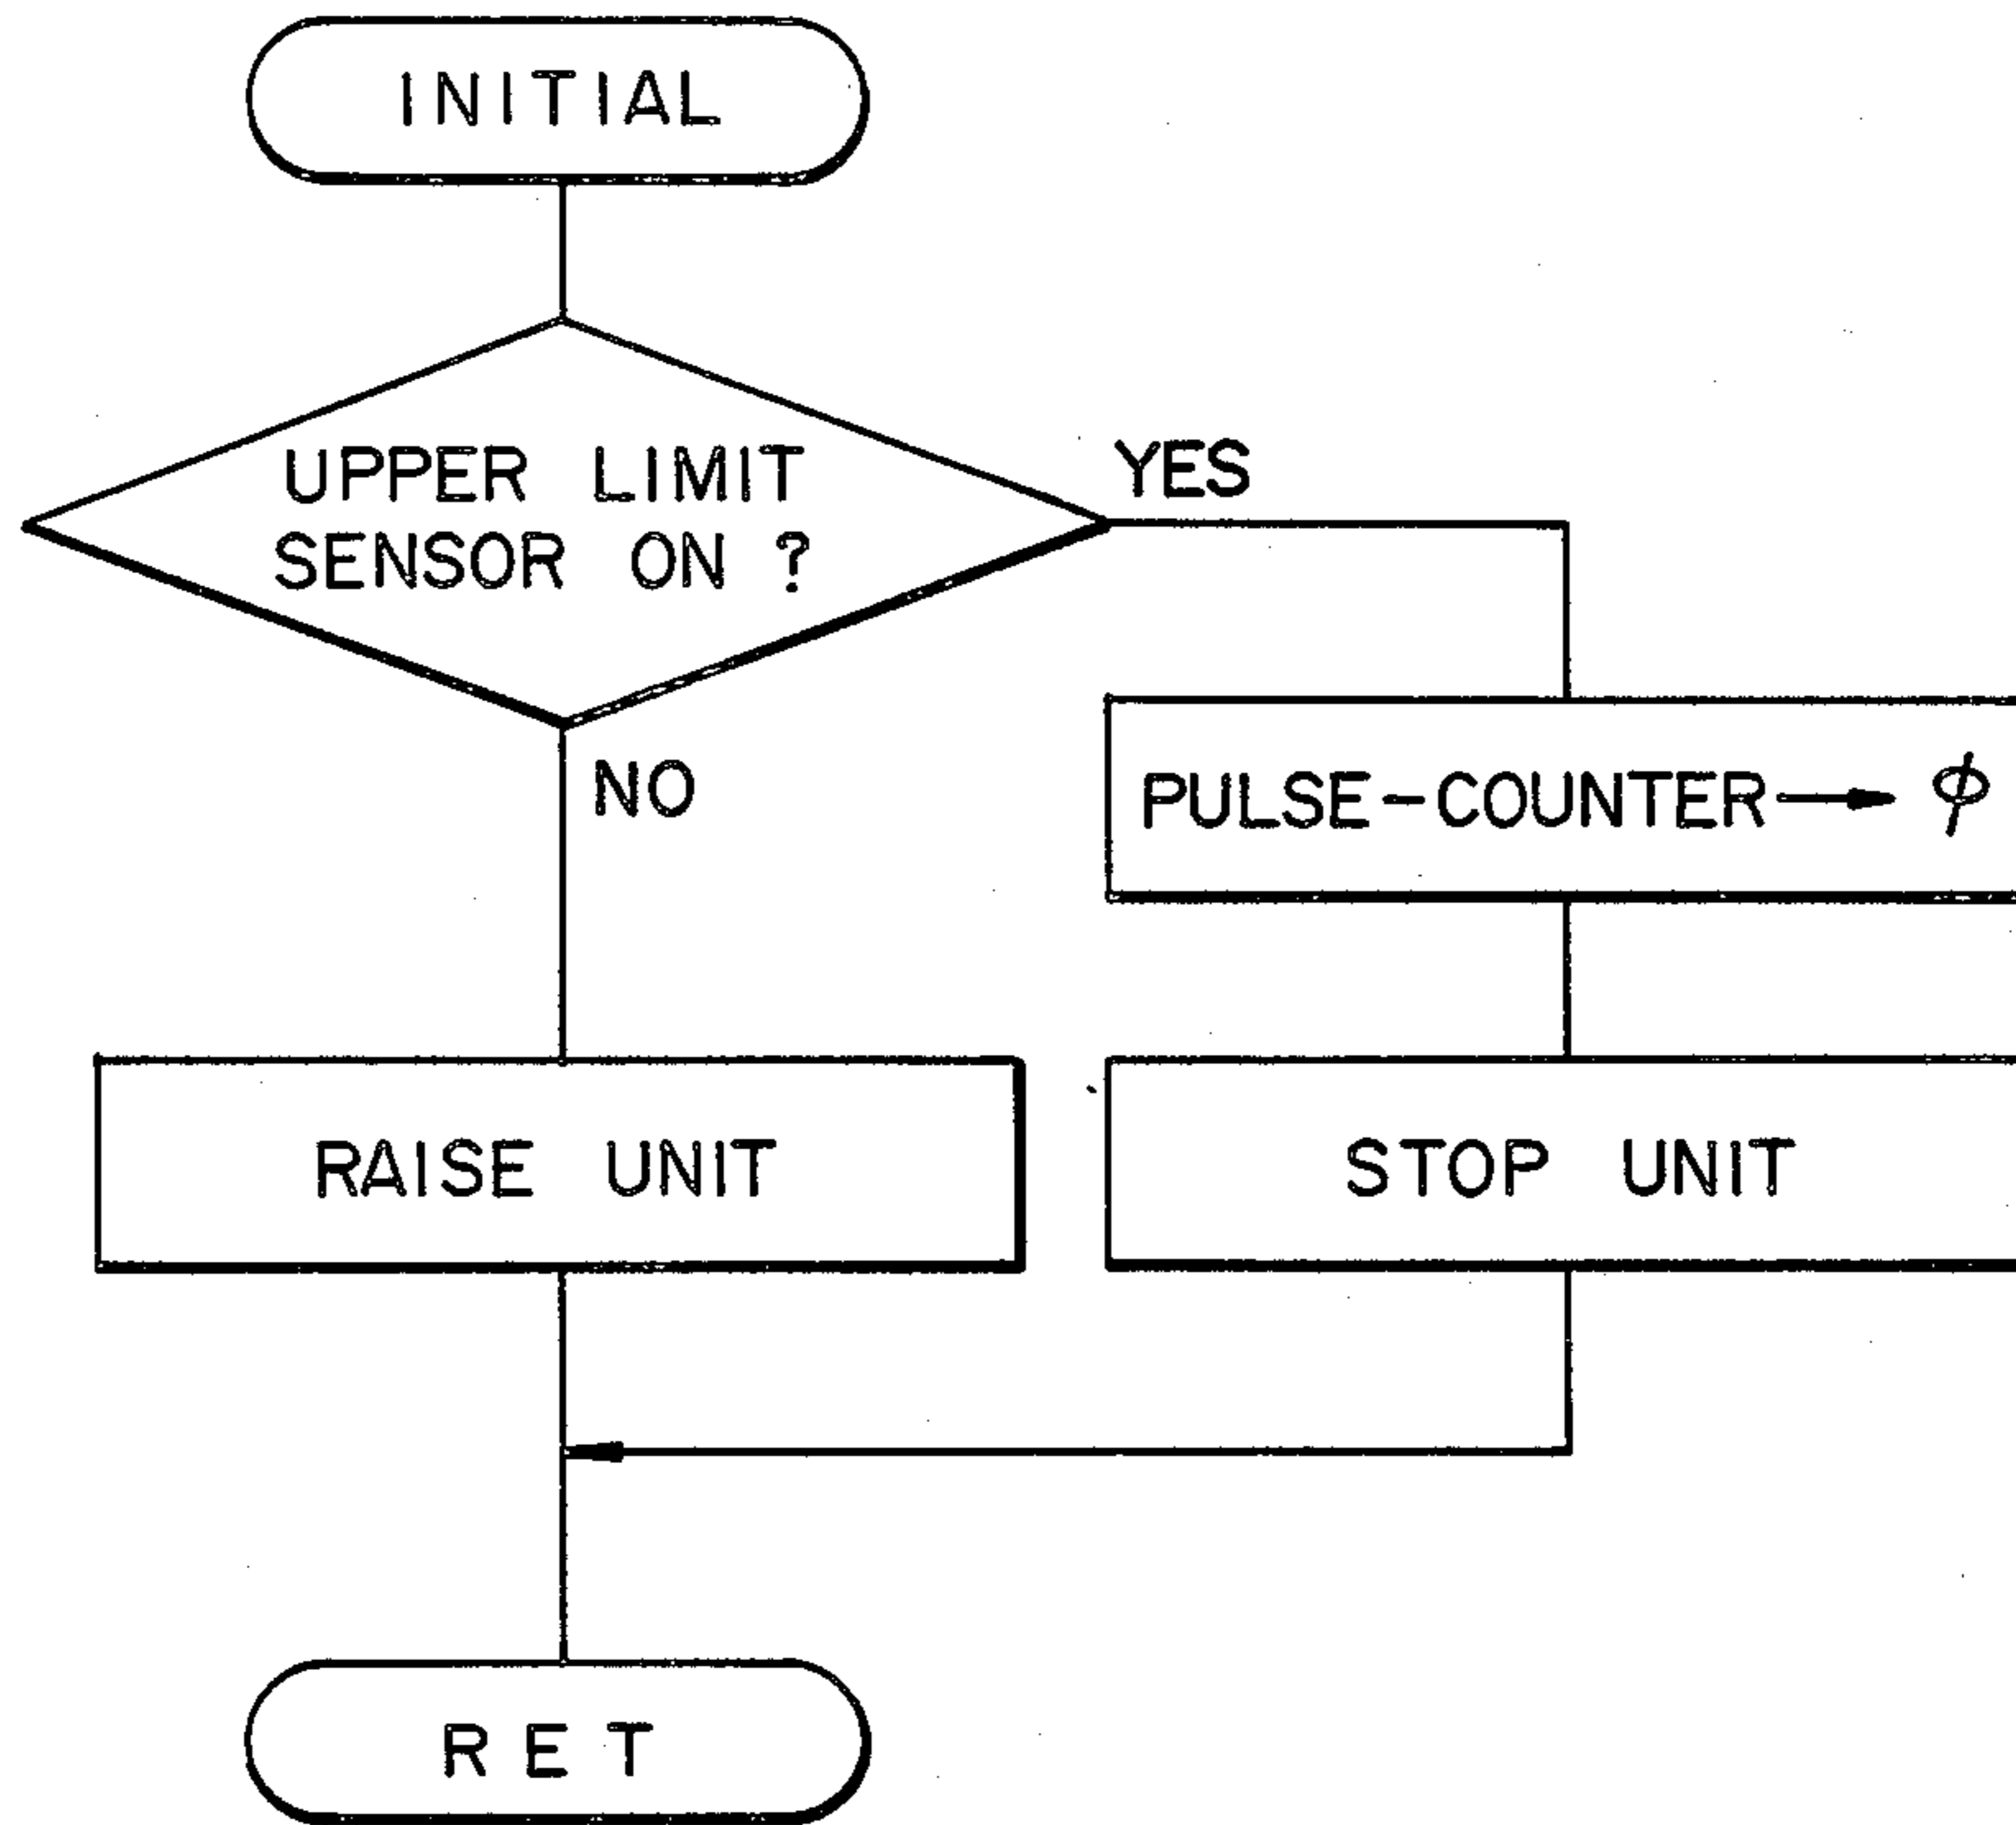 INITIAL
UPPER LIMIT
SENSOR ON ?
YES
NO
PULSE-COUNTER → ϕ
RAISE UNIT
STOP UNIT
RET